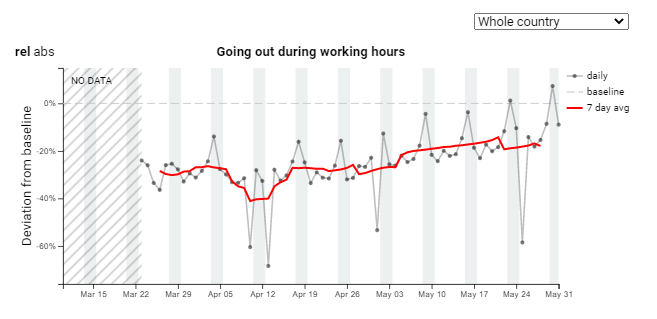 Whole country
rel abs
Going out during working hours
NO DATA
daily
baseline
7 day avg
Deviation from baseline
0%
-20%
-40%
-60%
Mar 15 Mar 22 Mar 29 Apr 05 Apr 12 Apr 19 Apr 26 May 03 May 10 May 17 May 24 May 31